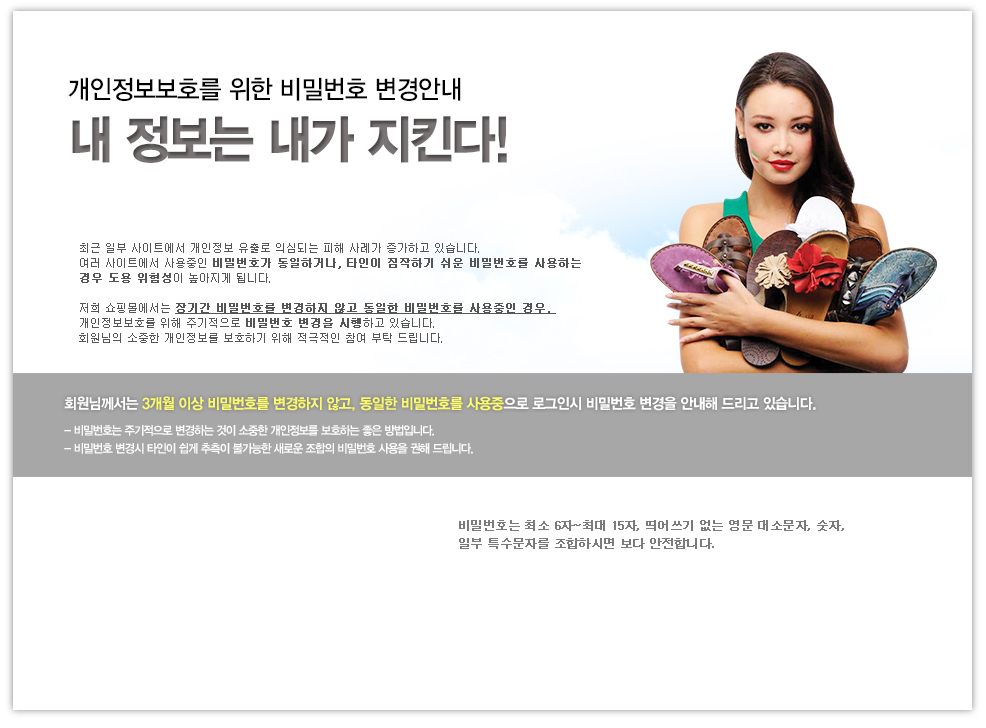 개인정보보호를 위한 비밀번호 변경안내
내 정보는 내가 지킨다!
최근 일부 사이트에서 개인정보 유출로 의심되는 피해 사례가 증가하고 있습니다.
여러 사이트에서 사용중인 비밀번호가 동일하거나, 타인이 짐작하기 쉬운 비밀번호를 사용하는
경우 도용 위험성이 높아지게 됩니다.
저희 쇼핑몰에서는 장기간 비밀번호를 변경하지 않고 동일한 비밀번호를 사용중인 경우,
개인정보보호를 위해 주기적으로 비밀번호 변경을 시행하고 있습니다.
회원님의 소중한 개인정보를 보호하기 위해 적극적인 참여 부탁 드립니다.
회원님께서는 3개월 이상 비밀번호를 변경하지 않고, 동일한 비밀번호를 사용중으로 로그인시 비밀번호 변경을 안내해 드리고 있습니다.
- 비밀번호는 주기적으로 변경하는 것이 소중한 개인정보를 보호하는 좋은 방법입니다.
- 비밀번호 변경시 타인이 쉽게 추측이 불가능한 새로운 조합의 비밀번호 사용을 권해 드립니다.
비밀번호는 최소 6자~최대 15자, 띄어쓰기 없는 영문 대소문자, 숫자,
일부 특수문자를 조합하시면 보다 안전합니다.